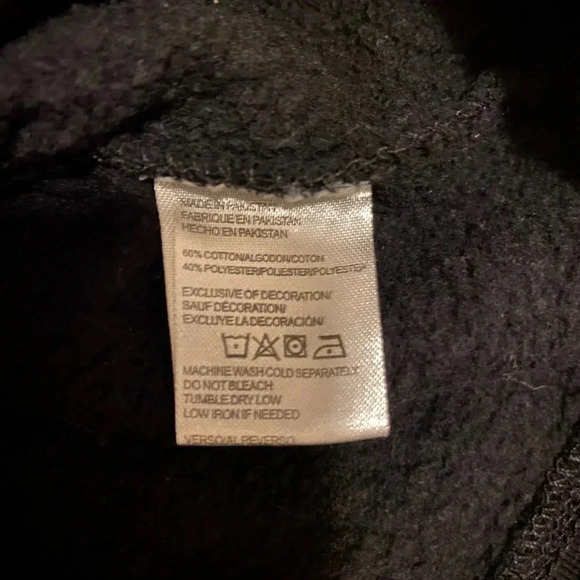 MADE IN PAKISTAN
FABRIQUE EN PAKISTAN
HECHO EN PAKISTAN
60% COTTON/ALGODON/COTON
40% POLYESTER/POLIESTER/POLYESTER
EXCLUSIVE OF DECORATION/
SAUF DÉCORATION/
EXCLUYE LA DECORACIÓN/
MACHINE WASH COLD SEPARATELY
DO NOT BLEACH
TUMBLE DRY LOW
LOW IRON IF NEEDED
VERSO/AL REVERSO